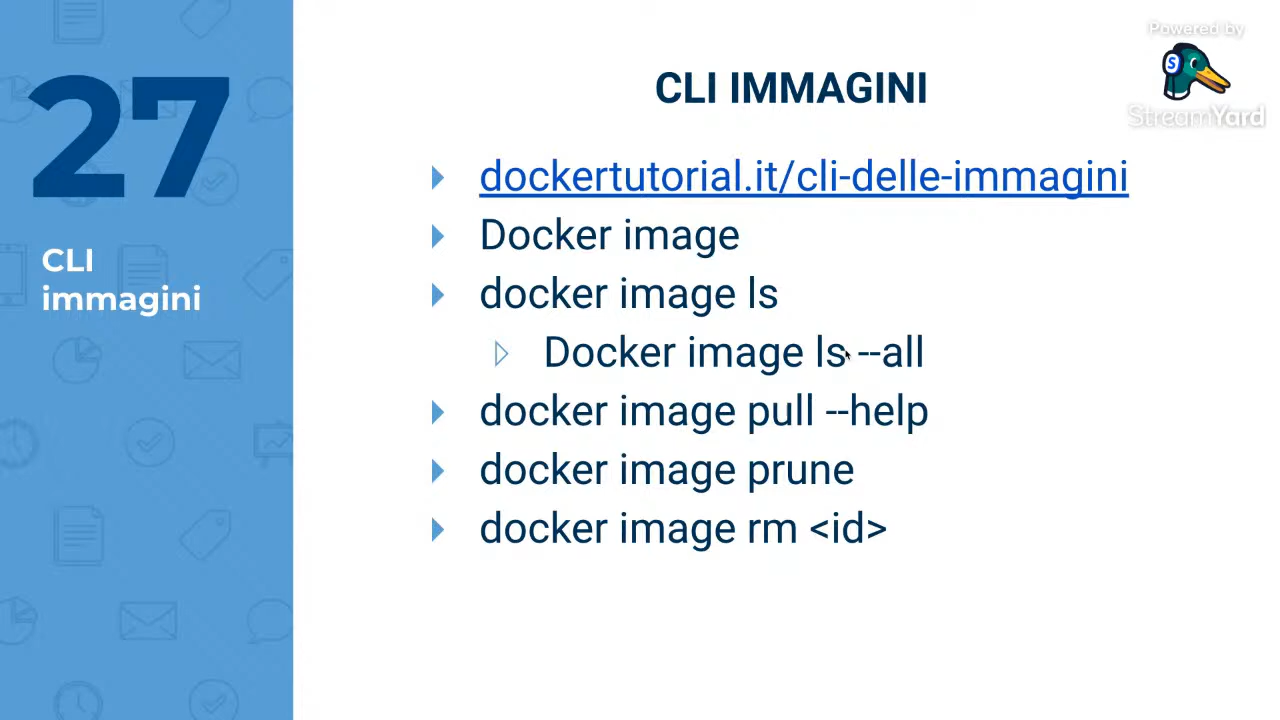 27
CLI
immagini
CLI IMMAGINI
dockertutorial.it/cli-delle-immagini
Docker image
docker image ls
Docker image ls --all
docker image pull --help
docker image prune
docker image rm <id>
Powered by
S
StreamYard